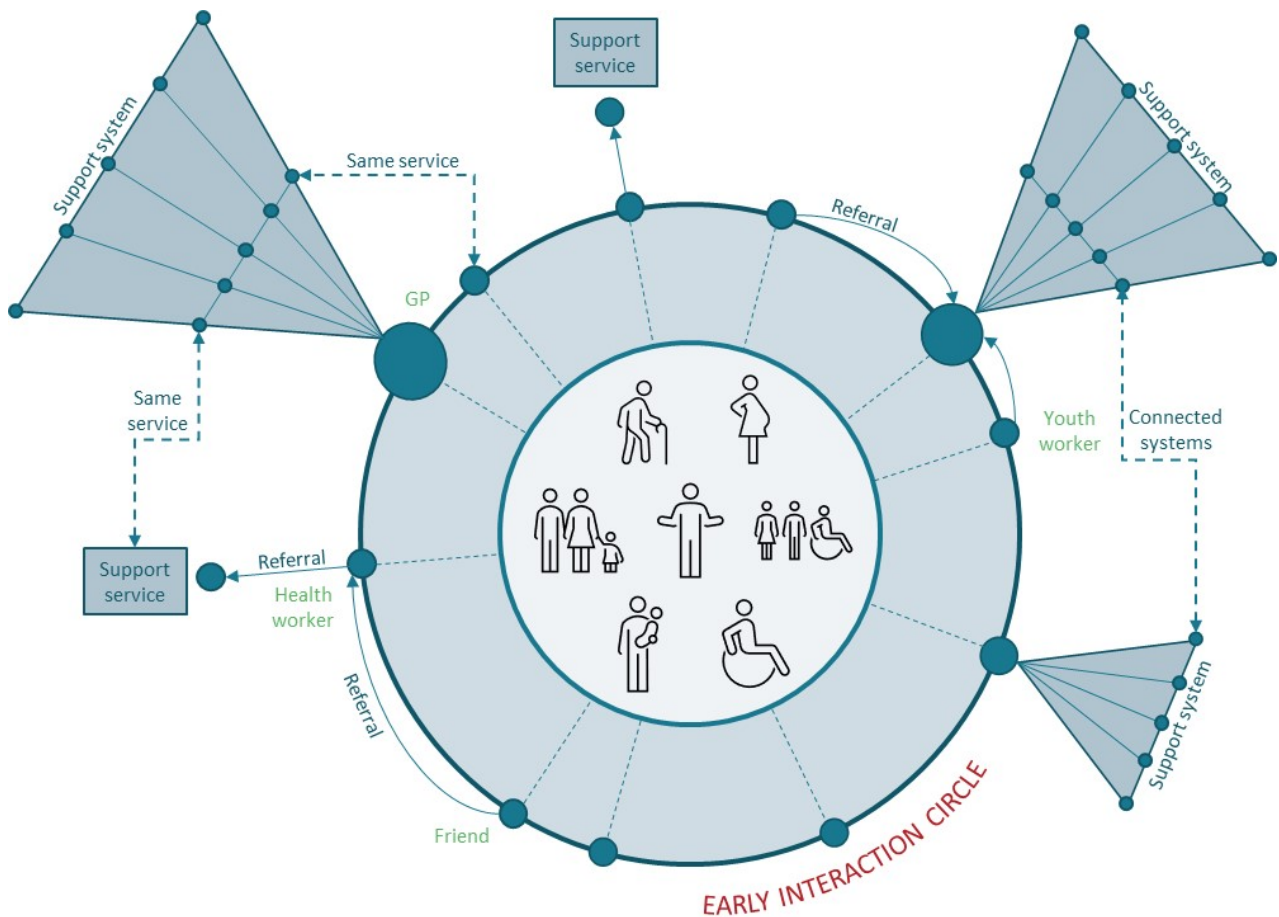 Support
service
Support system
Support system
Same service
Referral
GP
Same
service
Youth
worker
Connected
systems
Support
service
Referral
Health
worker
Referral
Support system
Friend
EARLY INTERACTION CIRCLE